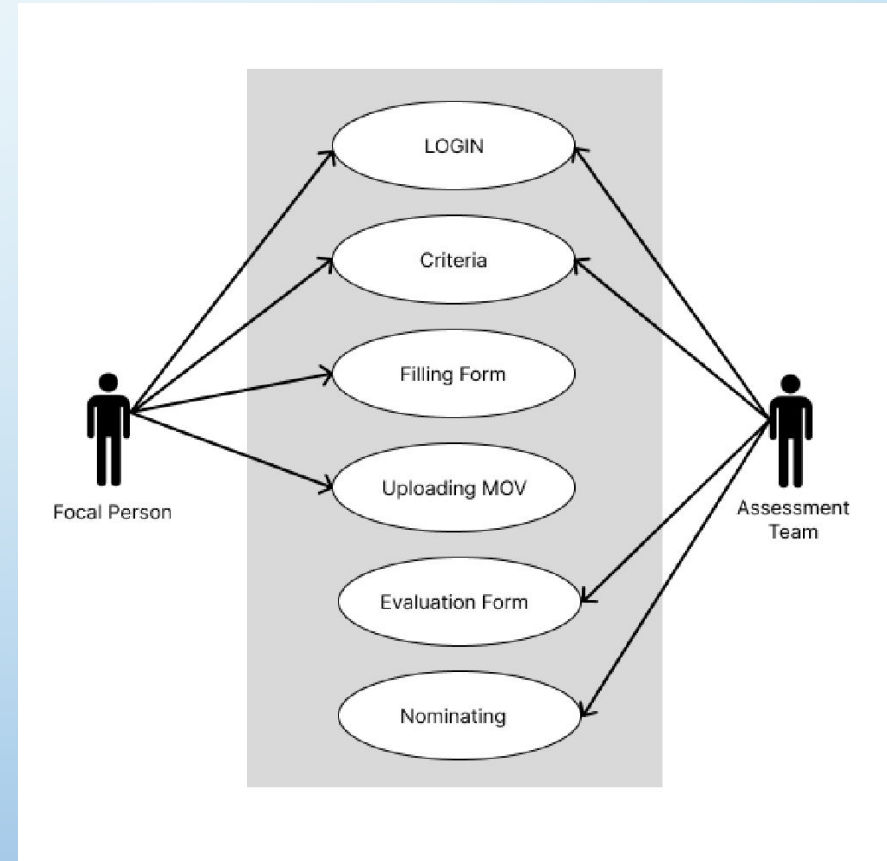 LOGIN
Criteria
Filling Form
Uploading MOV
Focal Person
Assessment
Team
Evaluation Form
Nominating